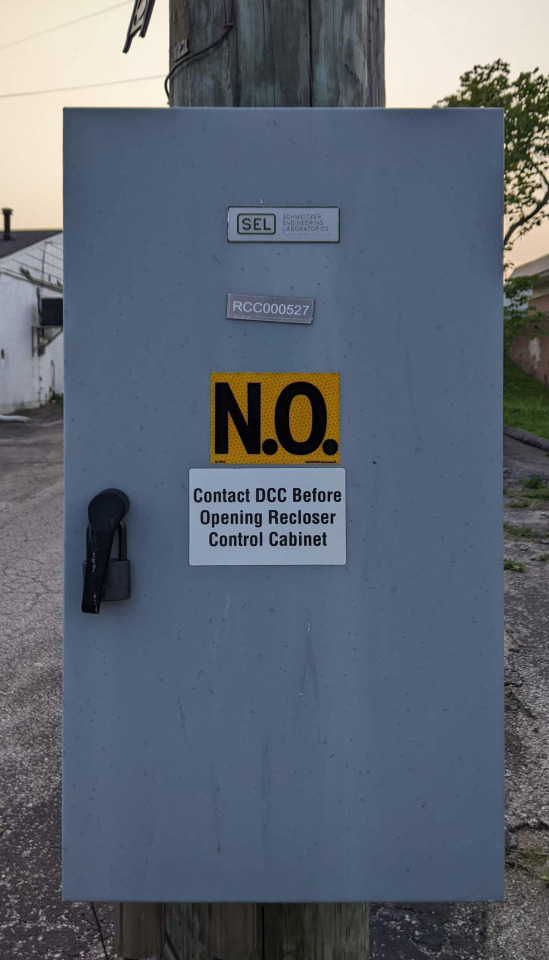 SEL
SCHWEITZER
ENGINEERING
LABORATORIES
RCC000527
N.O.
Contact DCC Before
Opening Recloser
Control Cabinet